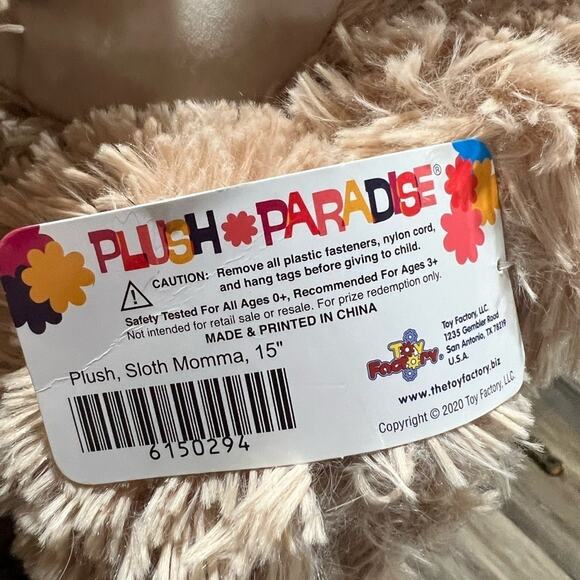 PLUSH PARADISE®
CAUTION: Remove all plastic fasteners, nylon cord,
and hang tags before giving to child.
Safety Tested For All Ages 0+, Recommended For Ages 3+
Not intended for retail sale or resale. For prize redemption only.
MADE & PRINTED IN CHINA
Plush, Sloth Momma, 15"
6150294
TOY
FACTORY®
Toy Factory, LLC.
1235 Gembler Road
San Antonio, TX 78219
U.S.A.
www.thetoyfactory.biz
Copyright © 2020 Toy Factory, LLC.